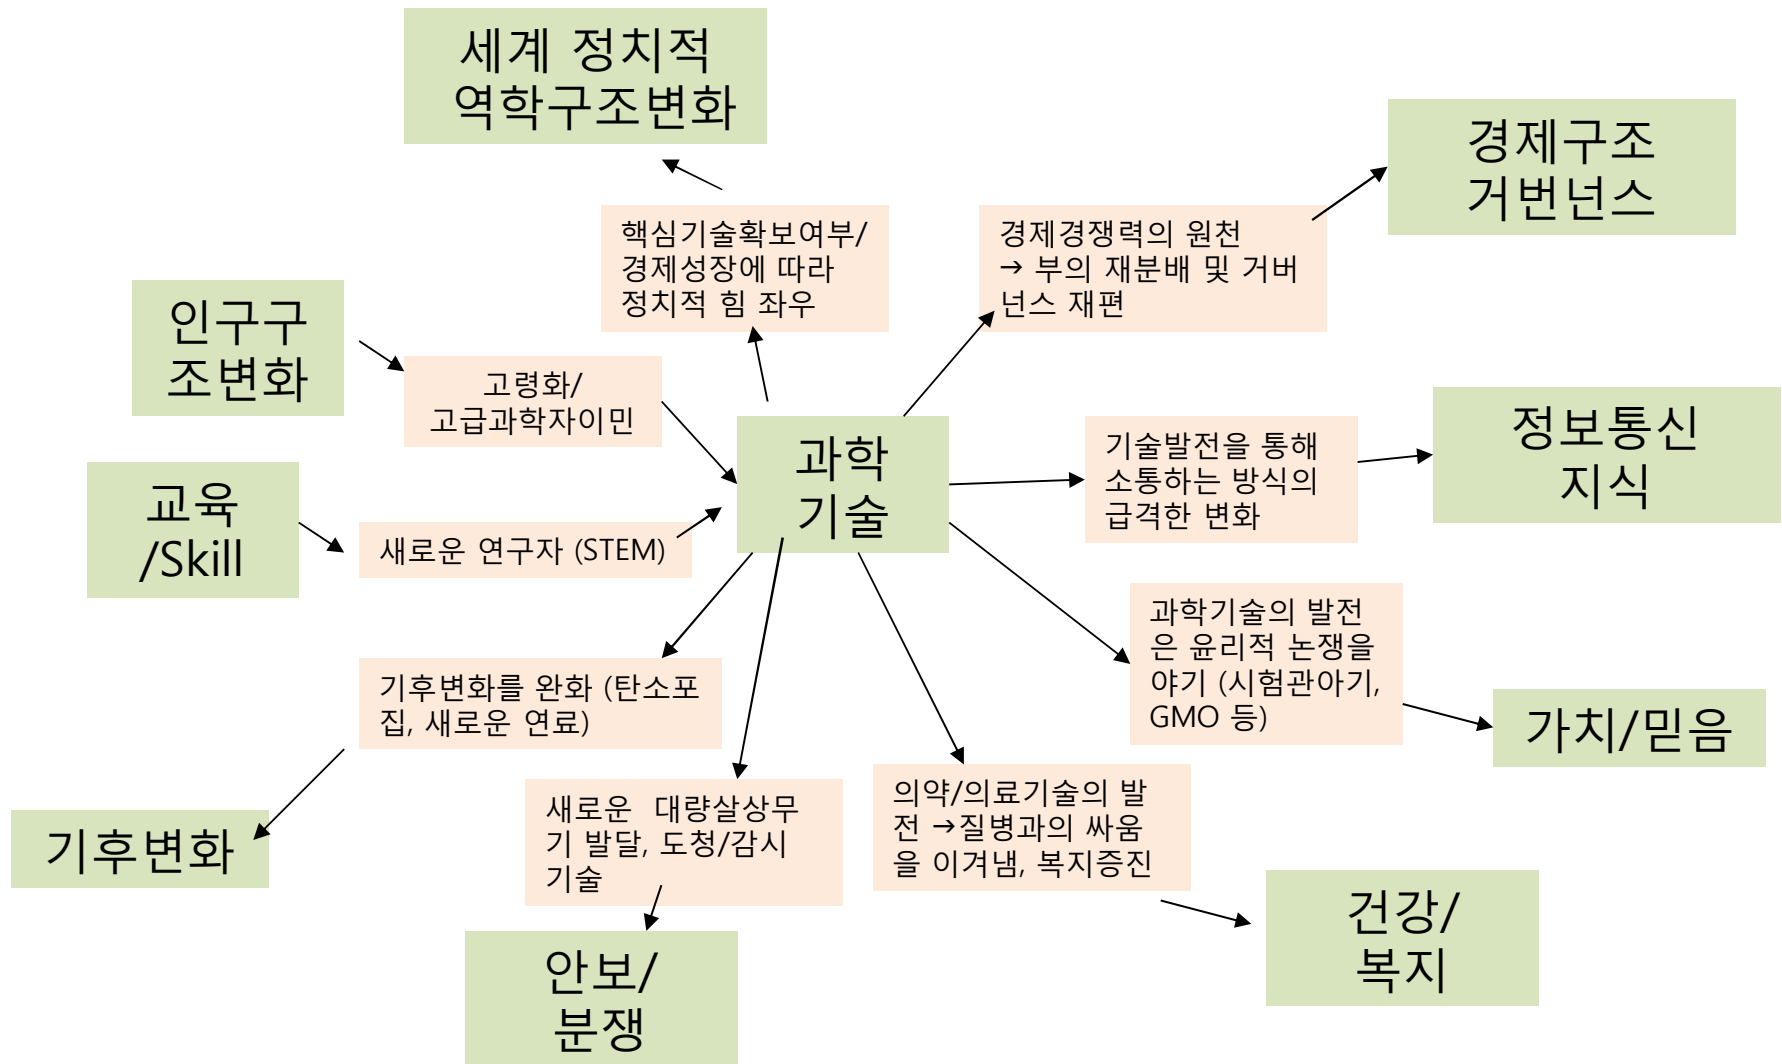 세계 정치적
역학구조변화
경제구조
거번넌스
핵심기술확보여부/
경제성장에 따라
정치적 힘 좌우
경제경쟁력의 원천
→ 부의 재분배 및 거버
넌스 재편
인구구
조변화
고령화/
고급과학자이민
과학
기술
기술발전을 통해
소통하는 방식의
급격한 변화
정보통신
지식
교육
/Skill
새로운 연구자 (STEM)
과학기술의 발전
은 윤리적 논쟁을
야기 (시험관아기,
GMO 등)
가치/믿음
기후변화를 완화 (탄소포
집, 새로운 연료)
기후변화
새로운 대량살상무
기 발달, 도청/감시
기술
의약/의료기술의 발
전 →질병과의 싸움
을 이겨냄, 복지증진
건강/
복지
안보/
분쟁